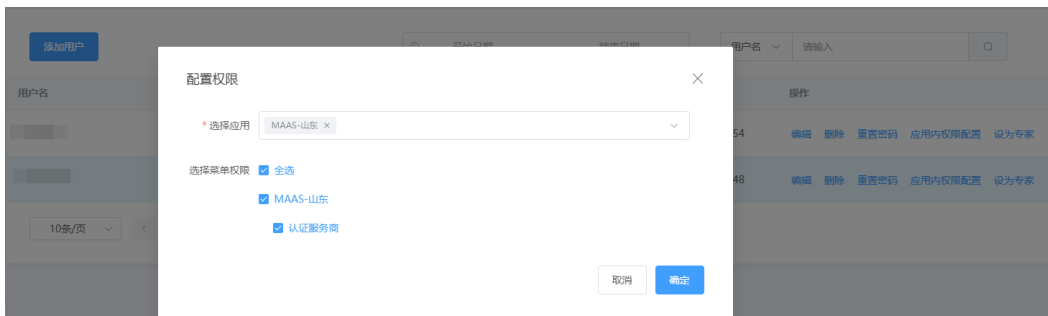 添加用户
开始日期 结束日期 用户名 请输入
配置权限
用户名 操作
* 选择应用 MAAS-山东 ×
54 编辑 删除 重置密码 应用内权限配置 设为专家
选择菜单权限 全选
48 编辑 删除 重置密码 应用内权限配置 设为专家
MAAS-山东
10条/页
认证服务商
取消 确定